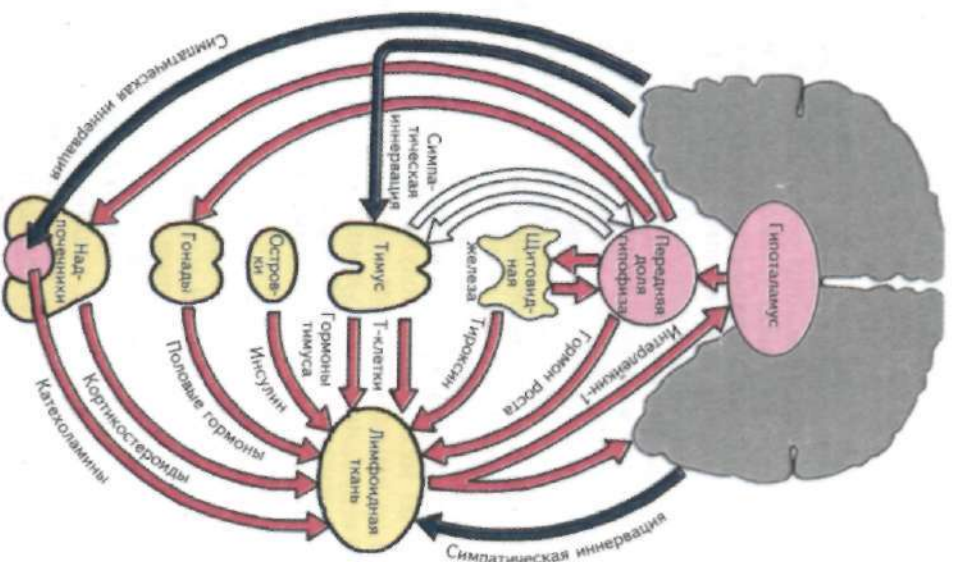 Гипоталамус
Передняя
доля
гипофиза
Щитовид-
ная
железа
Тимус
Остров-
ки
Гонады
Над-
почечники
Симпатическая иннервация
Симпа-
тическая
иннервация
Интерлейкин-1
Гормон роста
Тироксин
Т-клетки
Гормоны
тимуса
Инсулин
Половые гормоны
Кортикостероиды
Катехоламины
Лимфоидная
ткань
Симпатическая иннервация